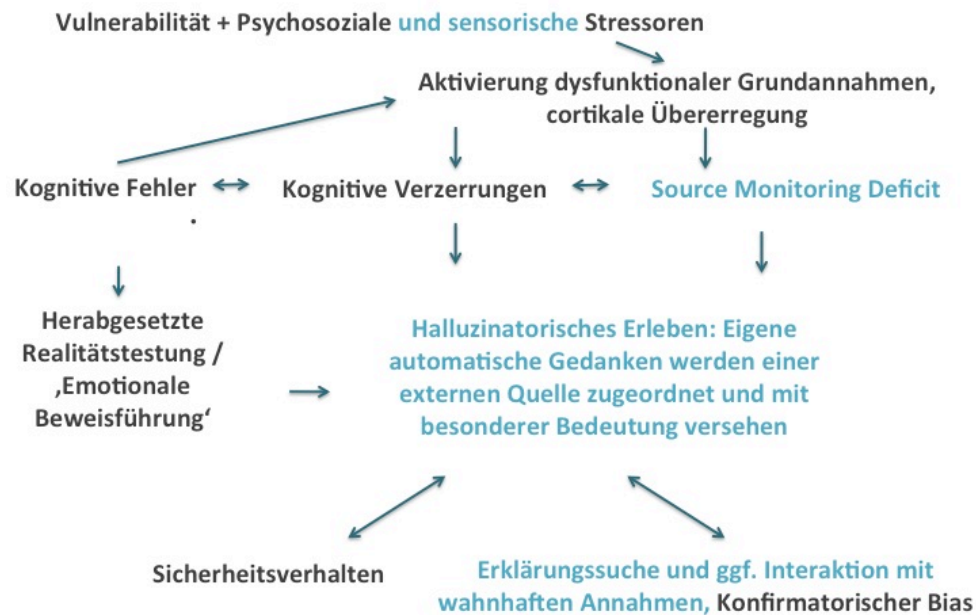 Vulnerabilität + Psychosoziale und sensorische Stressoren
Aktivierung dysfunktionaler Grundannahmen,
cortikale Übererregung
Kognitive Fehler
.
Kognitive Verzerrungen
Source Monitoring Deficit
Herabgesetzte
Realitätstestung /
‚Emotionale
Beweisführung‘
Halluzinatorisches Erleben: Eigene
automatische Gedanken werden einer
externen Quelle zugeordnet und mit
besonderer Bedeutung versehen
Sicherheitsverhalten
Erklärungssuche und ggf. Interaktion mit
wahnhaften Annahmen, Konfirmatorischer Bias